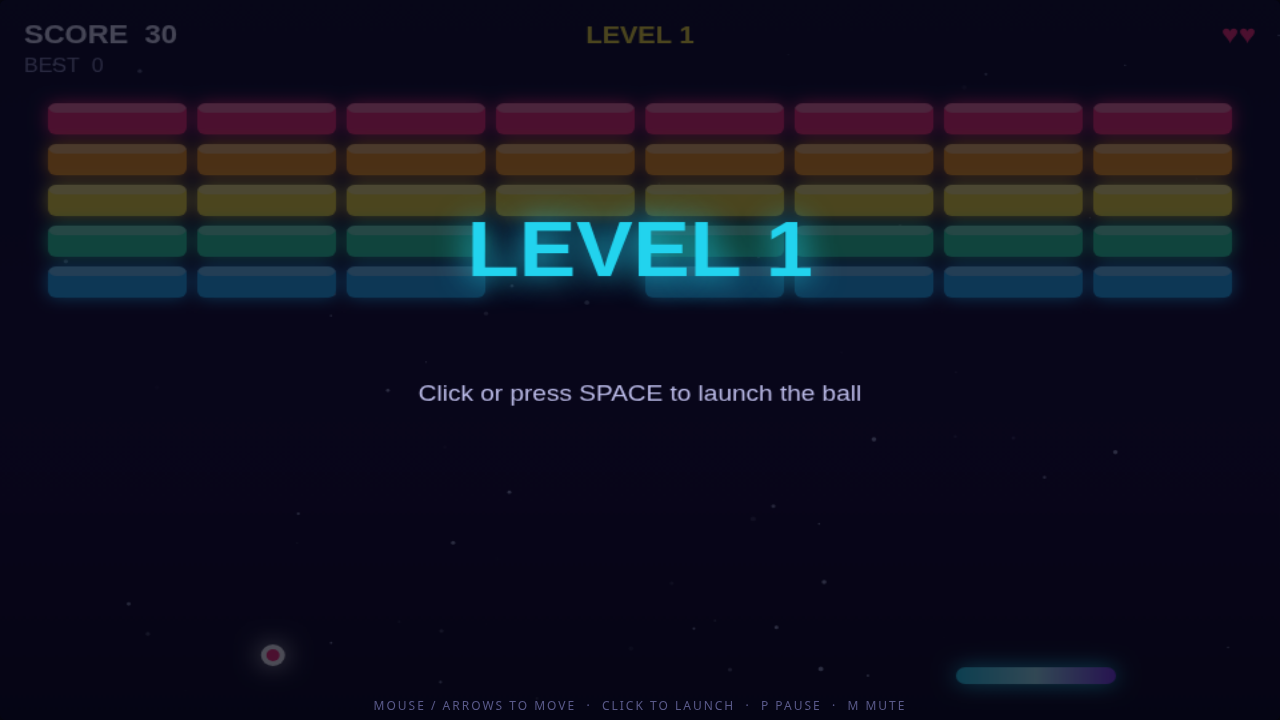 SCORE 30
LEVEL 1
♥♥
BEST 0
LEVEL 1
Click or press SPACE to launch the ball
MOUSE / ARROWS TO MOVE · CLICK TO LAUNCH · P PAUSE · M MUTE